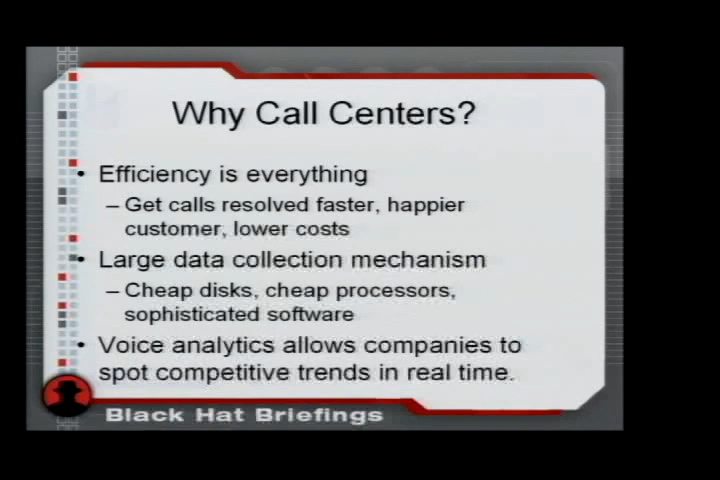 Why Call Centers?
• Efficiency is everything
– Get calls resolved faster, happier
customer, lower costs
• Large data collection mechanism
– Cheap disks, cheap processors,
sophisticated software
• Voice analytics allows companies to
spot competitive trends in real time.
Black Hat Briefings